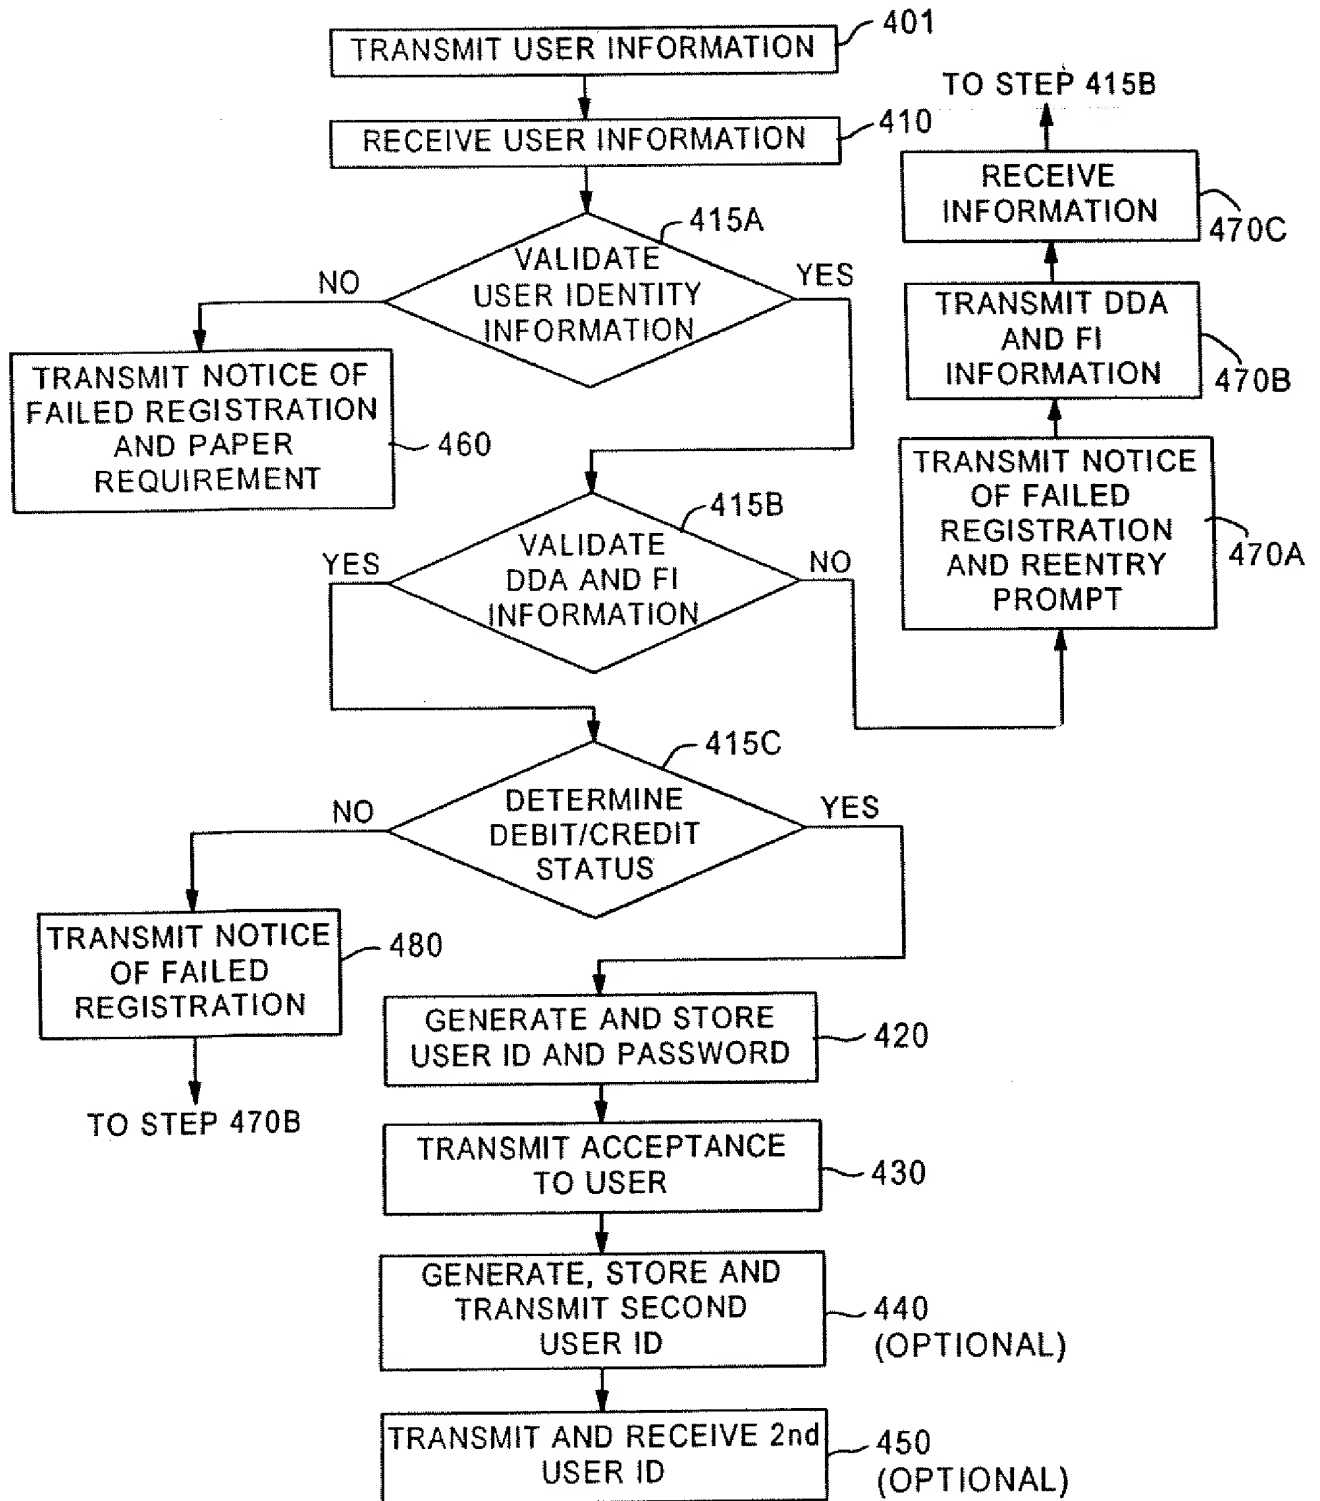 TRANSMIT USER INFORMATION
401
RECEIVE USER INFORMATION
410
415A
VALIDATE
USER IDENTITY
INFORMATION
NO
YES
TRANSMIT NOTICE OF
FAILED REGISTRATION
AND PAPER
REQUIREMENT
460
415B
VALIDATE
DDA AND FI
INFORMATION
YES
NO
TO STEP 415B
RECEIVE
INFORMATION
470C
TRANSMIT DDA
AND FI
INFORMATION
470B
TRANSMIT NOTICE
OF FAILED
REGISTRATION
AND REENTRY
PROMPT
470A
415C
DETERMINE
DEBIT/CREDIT
STATUS
NO
YES
TRANSMIT NOTICE
OF FAILED
REGISTRATION
480
TO STEP 470B
GENERATE AND STORE
USER ID AND PASSWORD
420
TRANSMIT ACCEPTANCE
TO USER
430
GENERATE, STORE AND
TRANSMIT SECOND
USER ID
440
(OPTIONAL)
TRANSMIT AND RECEIVE 2nd
USER ID
450
(OPTIONAL)